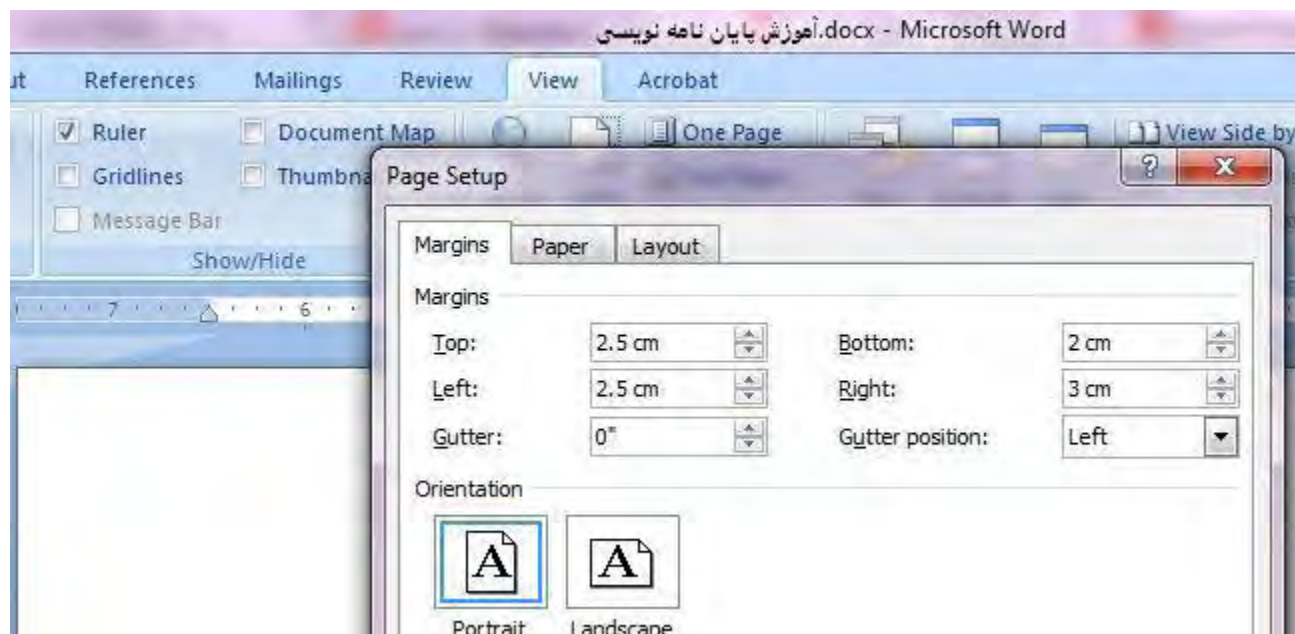 آموزش پایان نامه نویسی.docx - Microsoft Word
ut References Mailings Review View Acrobat
Ruler Document Map One Page View Side by
Gridlines Thumbna
Message Bar
Show/Hide
7 6
Page Setup ?
Margins Paper Layout
Margins
Top: 2.5 cm Bottom: 2 cm
Left: 2.5 cm Right: 3 cm
Gutter: 0" Gutter position: Left
Orientation
A A
Portrait Landscape